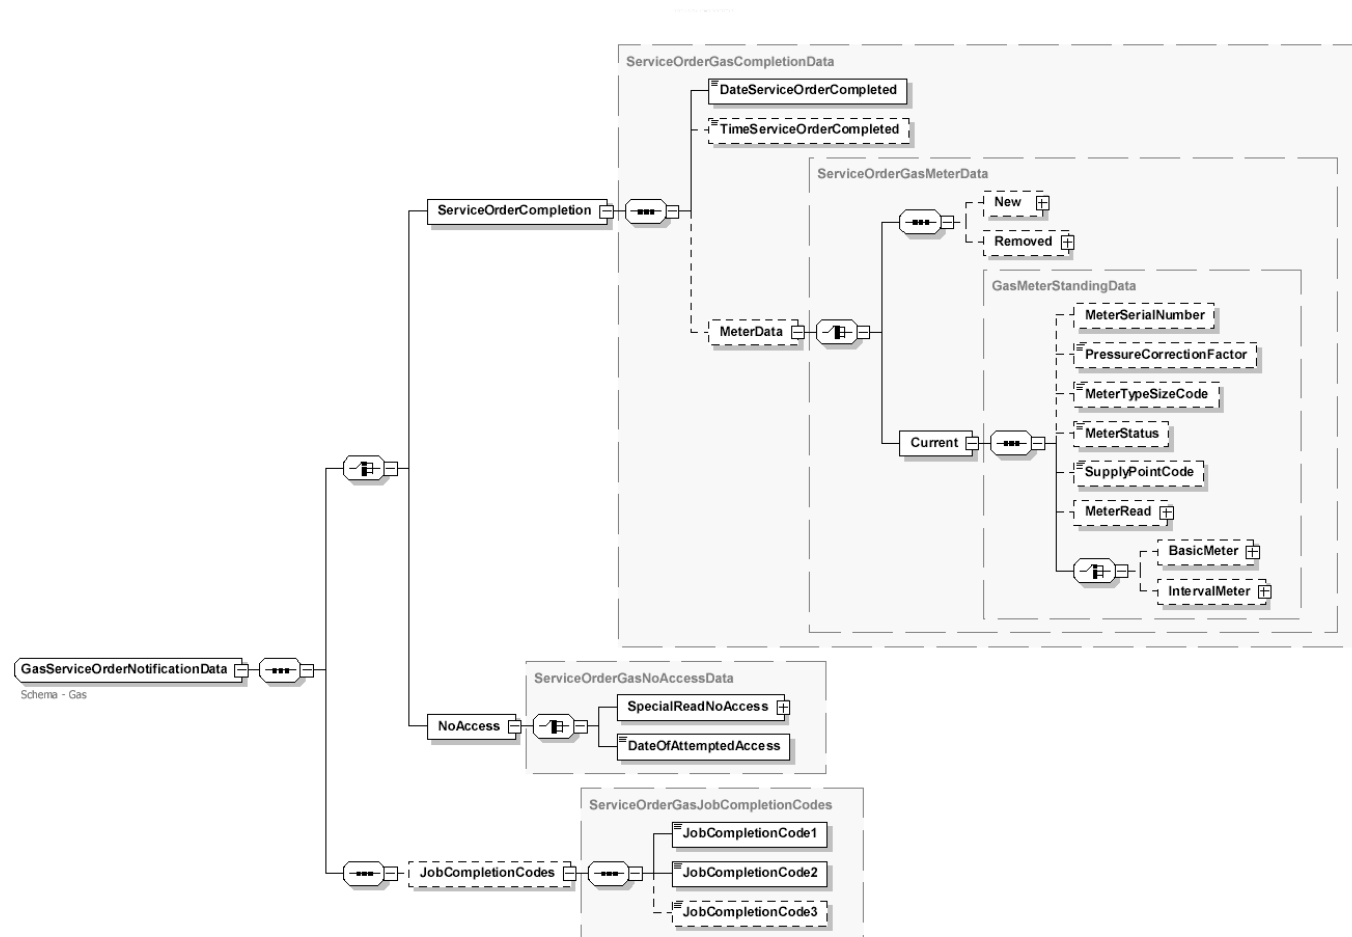 ServiceOrderGasCompletionData
DateServiceOrderCompleted
TimeServiceOrderCompleted
ServiceOrderGasMeterData
New
ServiceOrderCompletion
Removed
GasMeterStandingData
MeterSerialNumber
MeterData
PressureCorrectionFactor
MeterTypeSizeCode
MeterStatus
Current
SupplyPointCode
MeterRead
BasicMeter
IntervalMeter
GasServiceOrderNotificationData
Schema - Gas
ServiceOrderGasNoAccessData
SpecialReadNoAccess
NoAccess
DateOfAttemptedAccess
ServiceOrderGasJobCompletionCodes
JobCompletionCode1
JobCompletionCodes
JobCompletionCode2
JobCompletionCode3